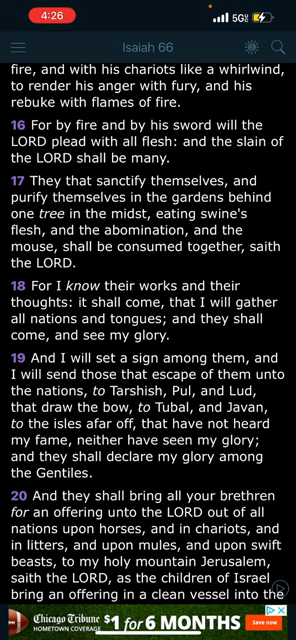 4:26
5G
Isaiah 66
fire, and with his chariots like a whirlwind,
to render his anger with fury, and his
rebuke with flames of fire.
16 For by fire and by his sword will the
LORD plead with all flesh: and the slain of
the LORD shall be many.
17 They that sanctify themselves, and
purify themselves in the gardens behind
one tree in the midst, eating swine's
flesh, and the abomination, and the
mouse, shall be consumed together, saith
the LORD.
18 For I know their works and their
thoughts: it shall come, that I will gather
all nations and tongues; and they shall
come, and see my glory.
19 And I will set a sign among them, and
I will send those that escape of them unto
the nations, to Tarshish, Pul, and Lud,
that draw the bow, to Tubal, and Javan,
to the isles afar off, that have not heard
my fame, neither have seen my glory;
and they shall declare my glory among
the Gentiles.
20 And they shall bring all your brethren
for an offering unto the LORD out of all
nations upon horses, and in chariots, and
in litters, and upon mules, and upon swift
beasts, to my holy mountain Jerusalem,
saith the LORD, as the children of Israel
bring an offering in a clean vessel into the
Chicago Tribune
HOMETOWN COVERAGE
$1 for 6 MONTHS
Save now